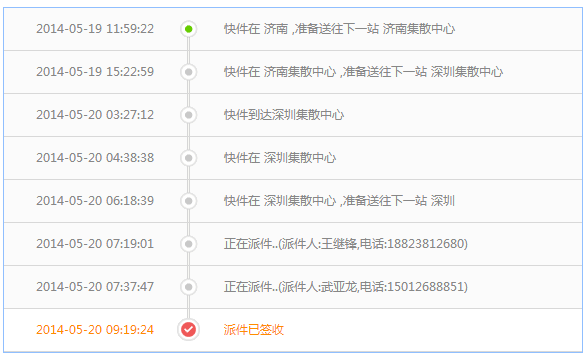 2014-05-19 11:59:22 快件在 济南 ,准备送往下一站 济南集散中心
2014-05-19 15:22:59 快件在 济南集散中心 ,准备送往下一站 深圳集散中心
2014-05-20 03:27:12 快件到达深圳集散中心
2014-05-20 04:38:38 快件在 深圳集散中心
2014-05-20 06:18:39 快件在 深圳集散中心 ,准备送往下一站 深圳
2014-05-20 07:19:01 正在派件..(派件人:王继锋,电话:18823812680)
2014-05-20 07:37:47 正在派件..(派件人:武亚龙,电话:15012688851)
2014-05-20 09:19:24 派件已签收